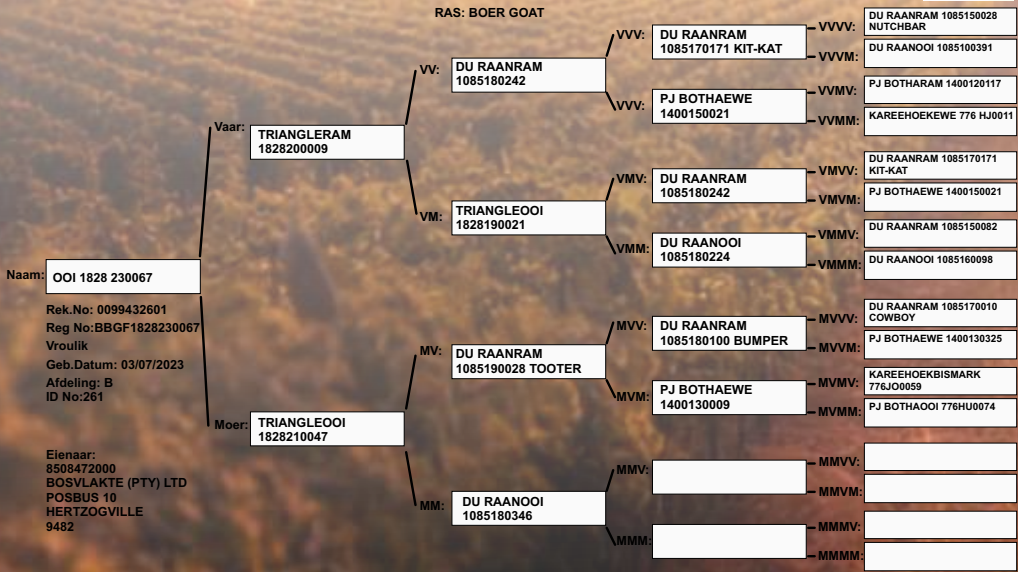 RAS: BOER GOAT
Naam: OOI 1828 230067
Rek.No: 0099432601
Reg No:BBGF1828230067
Vroulik
Geb.Datum: 03/07/2023
Afdeling: B
ID No:261
Eienaar:
8508472000
BOSVLAKTE (PTY) LTD
POSBUS 10
HERTZOGVILLE
9482
Vaar: TRIANGLERAM
1828200009
Moer: TRIANGLEOOI
1828210047
VV: DU RAANRAM
1085180242
VM: TRIANGLEOOI
1828190021
MV: DU RAANRAM
1085190028 TOOTER
MM: DU RAANOOI
1085180346
VVV: DU RAANRAM
1085170171 KIT-KAT
VVV: PJ BOTHAEWE
1400150021
VMV: DU RAANRAM
1085180242
VMM: DU RAANOOI
1085180224
MVV: DU RAANRAM
1085180100 BUMPER
MVM: PJ BOTHAEWE
1400130009
MMV:
MMM:
VVVV: DU RAANRAM 1085150028
NUTCHBAR
VVVM: DU RAANOOI 1085100391
VVMV: PJ BOTHARAM 1400120117
VVMM: KAREEHOEKEWE 776 HJ0011
VMVV: DU RAANRAM 1085170171
KIT-KAT
VMVM: PJ BOTHAEWE 1400150021
VMMV: DU RAANRAM 1085150082
VMMM: DU RAANOOI 1085160098
MVVV: DU RAANRAM 1085170010
COWBOY
MVVM: PJ BOTHAEWE 1400130325
MVMV: KAREEHOEKBISMARK
776JO0059
MVMM: PJ BOTHAOOI 776HU0074
MMVV:
MMVM:
MMMV:
MMMM: